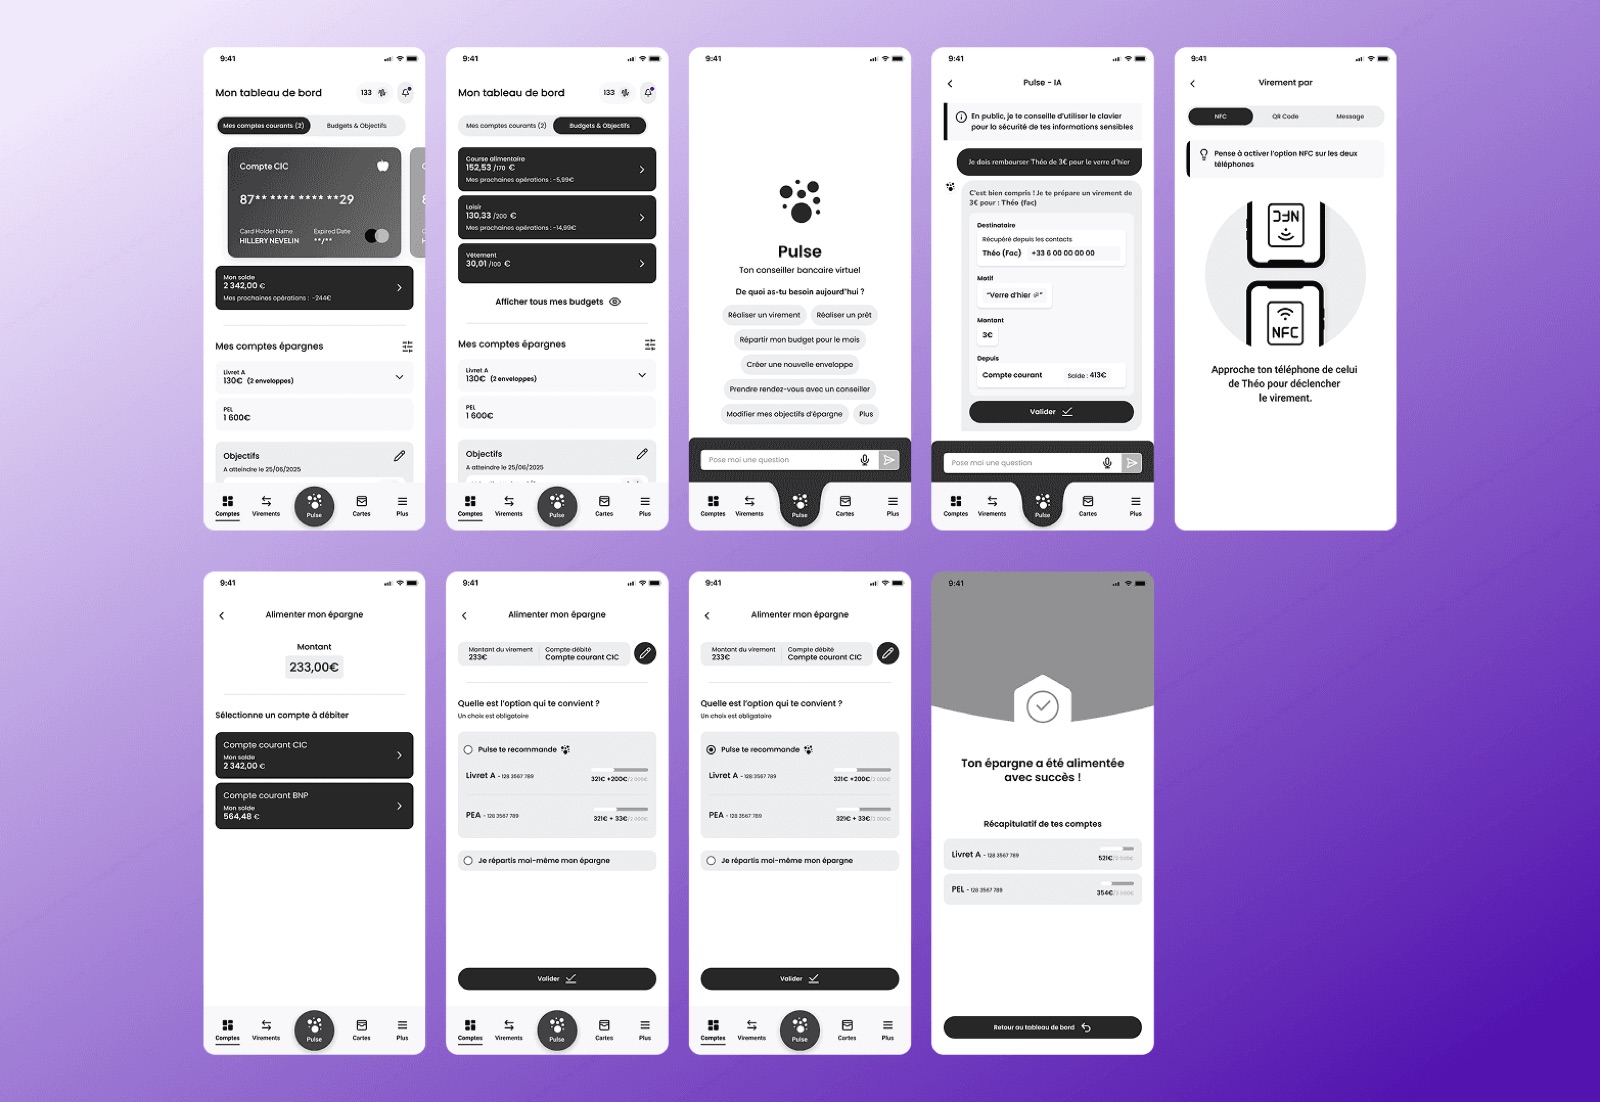 9:41
Mon tableau de bord
133
Mes comptes courants (2)
Budgets & Objectifs
Compte CIC
87** **** **** **29
Card Holder Name
Expired Date
HILLERY NEVELIN
**/**
Mon solde
2 342,00 €
Mes prochaines opérations : -244€
Mes comptes épargnes
Livret A
130€ (2 enveloppes)
PEL
1 600€
Objectifs
A atteindre le 25/06/2025
Comptes
Virements
Pulse
Cartes
Plus
9:41
Mon tableau de bord
133
Mes comptes courants (2)
Budgets & Objectifs
Course alimentaire
152,53 /170 €
Mes prochaines opérations : -5,99€
Loisir
130,33 /200 €
Mes prochaines opérations : -14,99€
Vêtement
30,01 /100 €
Afficher tous mes budgets
Mes comptes épargnes
Livret A
130€ (2 enveloppes)
PEL
1 600€
Objectifs
A atteindre le 25/06/2025
Comptes
Virements
Pulse
Cartes
Plus
9:41
Pulse
Ton conseiller bancaire virtuel
De quoi as-tu besoin aujourd'hui ?
Réaliser un virement
Réaliser un prêt
Répartir mon budget pour le mois
Créer une nouvelle enveloppe
Prendre rendez-vous avec un conseiller
Modifier mes objectifs d'épargne
Plus
Pose moi une question
Comptes
Virements
Pulse
Cartes
Plus
9:41
Pulse - IA
En public, je te conseille d'utiliser le clavier
pour la sécurité de tes informations sensibles
Je dois rembourser Théo de 3€ pour le verre d'hier
C'est bien compris ! Je te prépare un virement de
3€ pour : Théo (fac)
Destinataire
Récupéré depuis les contacts
Théo (Fac)
+33 6 00 00 00 00
Motif
"Verre d'hier"
Montant
3€
Depuis
Compte courant
Solde : 413€
Valider
Pose moi une question
Comptes
Virements
Pulse
Cartes
Plus
9:41
Virement par
NFC
QR Code
Message
Pense à activer l'option NFC sur les deux
téléphones
NFC
NFC
Approche ton téléphone de celui
de Théo pour déclencher
le virement.
9:41
Alimenter mon épargne
Montant
233,00€
Sélectionne un compte à débiter
Compte courant CIC
Mon solde
2 342,00 €
Compte courant BNP
Mon solde
564,48 €
Comptes
Virements
Pulse
Cartes
Plus
9:41
Alimenter mon épargne
Montant du virement
233€
Compte débité
Compte courant CIC
Quelle est l'option qui te convient ?
Un choix est obligatoire
Pulse te recommande
Livret A - 128 3567 789
321€ +200€
PEA - 128 3567 789
321€ + 33€
Je répartis moi-même mon épargne
Valider
Comptes
Virements
Pulse
Cartes
Plus
9:41
Alimenter mon épargne
Montant du virement
233€
Compte débité
Compte courant CIC
Quelle est l'option qui te convient ?
Un choix est obligatoire
Pulse te recommande
Livret A - 128 3567 789
321€ +200€
PEA - 128 3567 789
321€ + 33€
Je répartis moi-même mon épargne
Valider
Comptes
Virements
Pulse
Cartes
Plus
9:41
Ton épargne a été alimentée
avec succès !
Récapitulatif de tes comptes
Livret A - 128 3567 789
521€
PEL - 128 3567 789
354€
Retour au tableau de bord